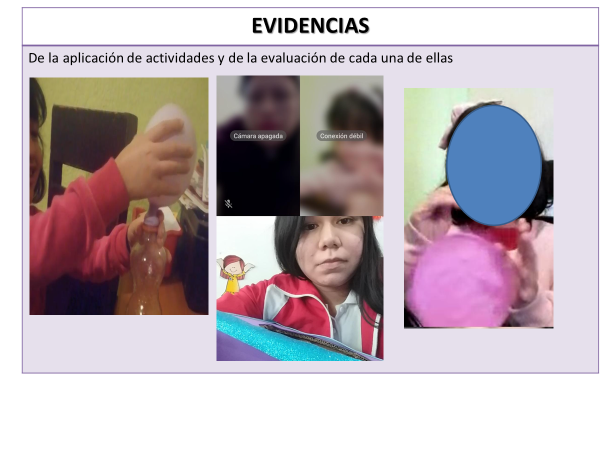 EVIDENCIAS
De la aplicación de actividades y de la evaluación de cada una de ellas
Cámara apagada
Conexión débil